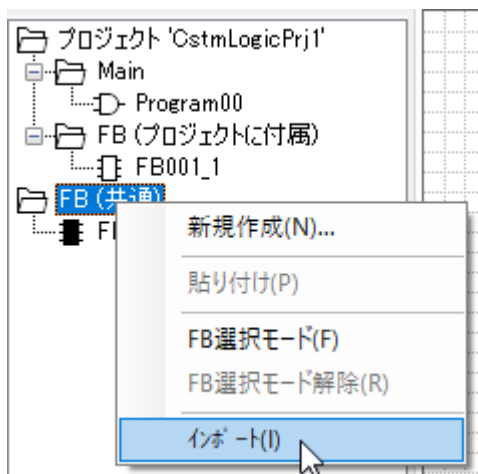 プロジェクト 'CstmLogicPrj1'
Main
Program00
FB (プロジェクトに付属)
FB001_1
FB (共通)
新規作成(N)...
貼り付け(P)
FB選択モード(F)
FB選択モード解除(R)
インポート(I)